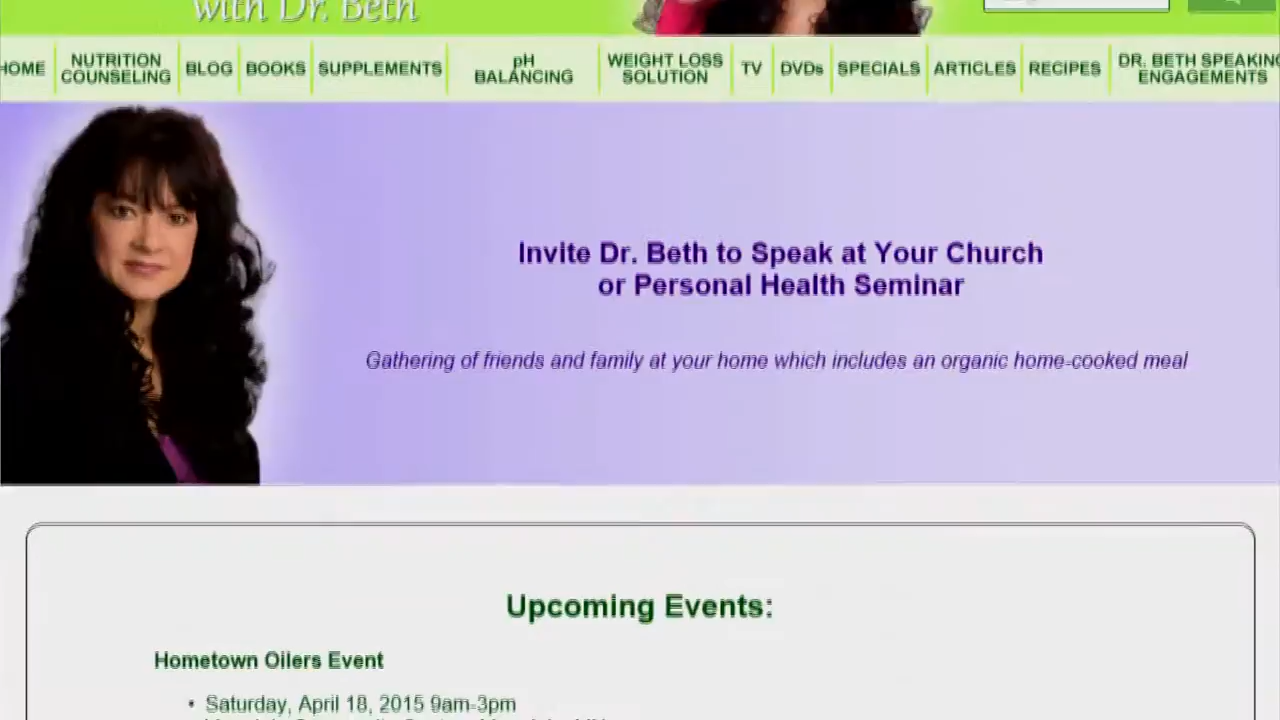 with Dr. Beth
HOME
NUTRITION
COUNSELING
BLOG
BOOKS
SUPPLEMENTS
pH
BALANCING
WEIGHT LOSS
SOLUTION
TV
DVDs
SPECIALS
ARTICLES
RECIPES
DR. BETH SPEAKING
ENGAGEMENTS
Invite Dr. Beth to Speak at Your Church
or Personal Health Seminar
Gathering of friends and family at your home which includes an organic home-cooked meal
Upcoming Events:
Hometown Oilers Event
• Saturday, April 18, 2015 9am-3pm